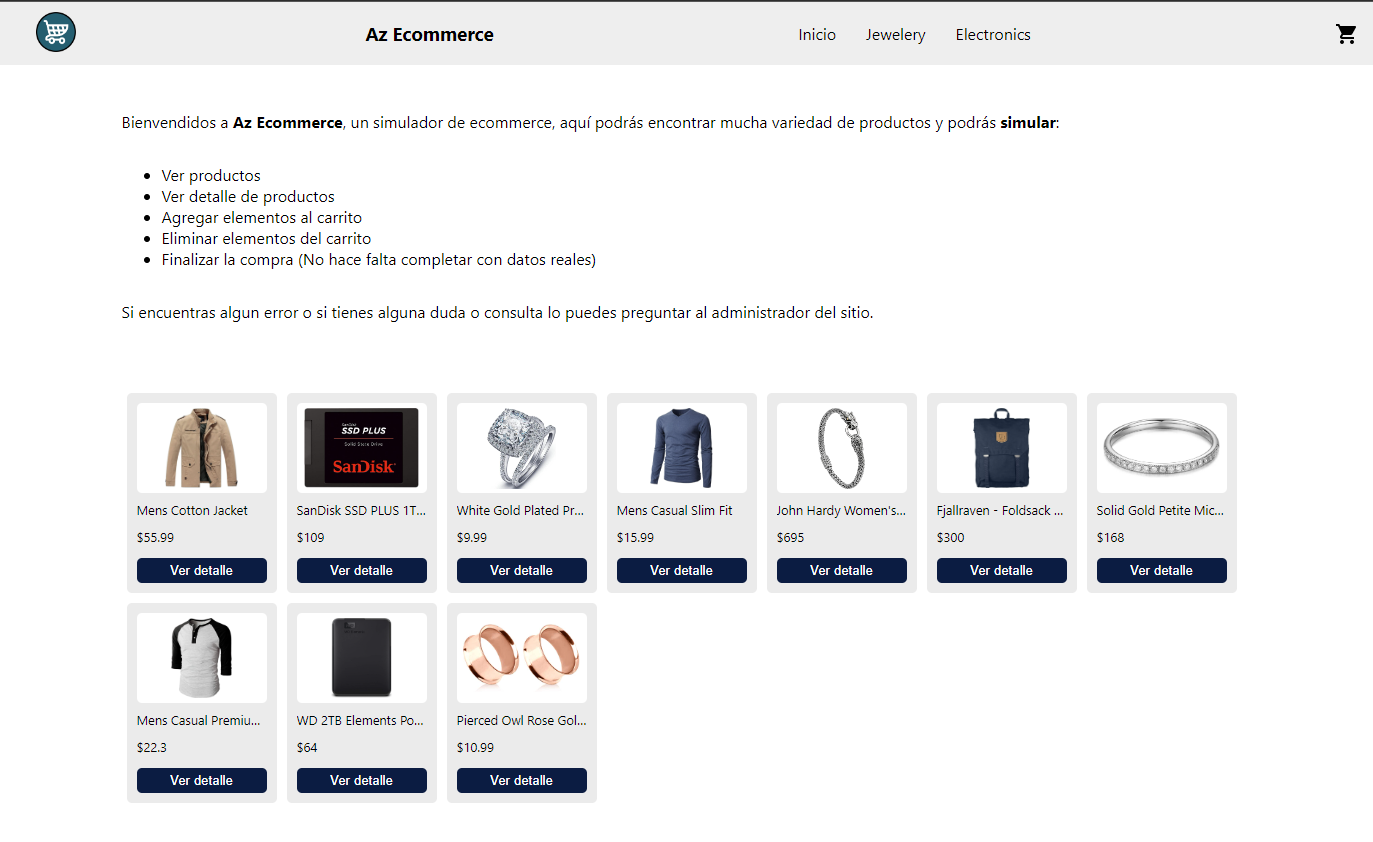 Az Ecommerce
Inicio
Jewelery
Electronics
Bienvenidos a Az Ecommerce, un simulador de ecommerce, aquí podrás encontrar mucha variedad de productos y podrás simular:
Ver productos
Ver detalle de productos
Agregar elementos al carrito
Eliminar elementos del carrito
Finalizar la compra (No hace falta completar con datos reales)
Si encuentras algun error o si tienes alguna duda o consulta lo puedes preguntar al administrador del sitio.
Mens Cotton Jacket
$55.99
Ver detalle
SanDisk
SSD PLUS
Solid State Drive
SanDisk
SanDisk SSD PLUS 1T...
$109
Ver detalle
White Gold Plated Pr...
$9.99
Ver detalle
Mens Casual Slim Fit
$15.99
Ver detalle
John Hardy Women's...
$695
Ver detalle
Fjallraven - Foldsack ...
$300
Ver detalle
Solid Gold Petite Mic...
$168
Ver detalle
Mens Casual Premiu...
$22.3
Ver detalle
WD 2TB Elements Po...
$64
Ver detalle
Pierced Owl Rose Gol...
$10.99
Ver detalle